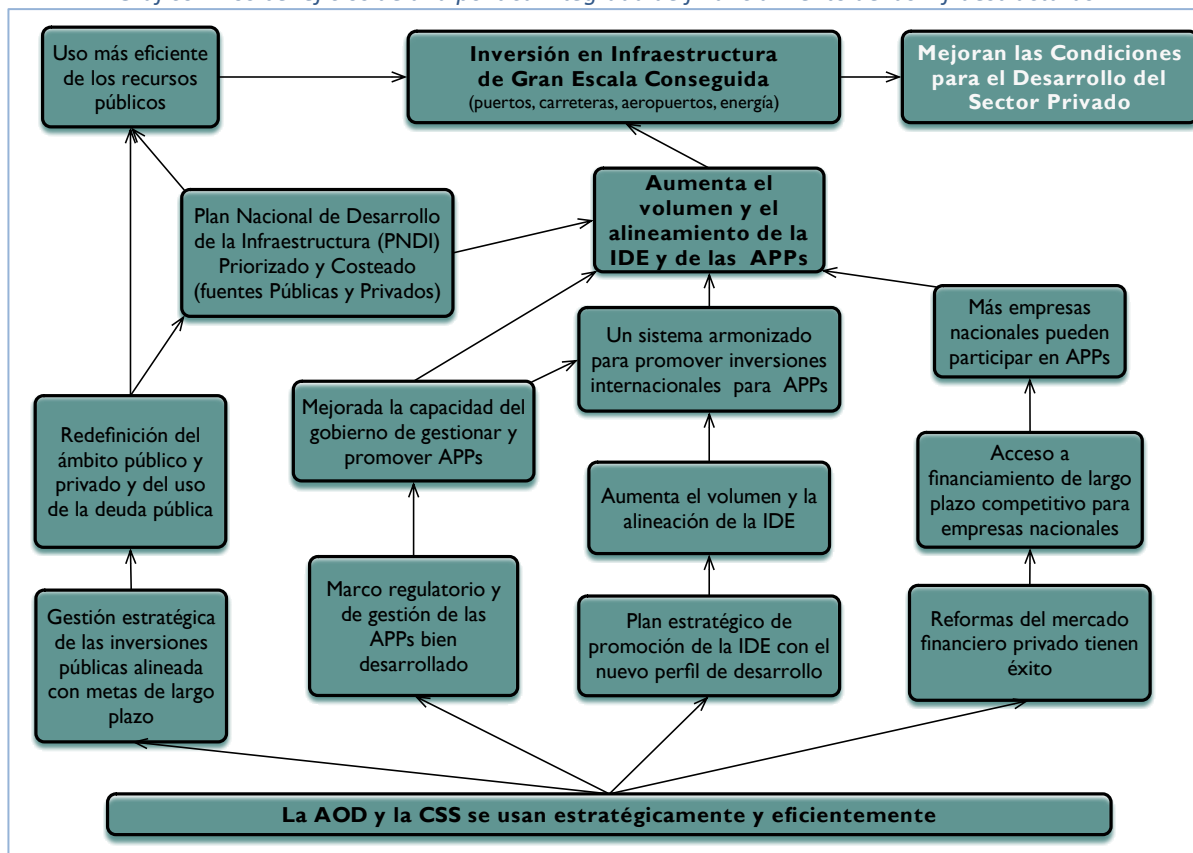 Uso más eficiente
de los recursos
públicos
Inversión en Infraestructura
de Gran Escala Conseguida
(puertos, carreteras, aeropuertos, energía)
Mejoran las Condiciones
para el Desarrollo del
Sector Privado
Plan Nacional de Desarrollo
de la Infraestructura (PNDI)
Priorizado y Costeado
(fuentes Públicas y Privados)
Aumenta el
volumen y el
alineamiento de la
IDE y de las APPs
Más empresas
nacionales pueden
participar en APPs
Un sistema armonizado
para promover inversiones
internacionales para APPs
Mejorada la capacidad del
gobierno de gestionar y
promover APPs
Redefinición del
ámbito público y
privado y del uso
de la deuda pública
Aumenta el volumen y la
alineación de la IDE
Acceso a
financiamiento de largo
plazo competitivo para
empresas nacionales
Gestión estratégica
de las inversiones
públicas alineada
con metas de largo
plazo
Marco regulatorio y
de gestión de las
APPs bien
desarrollado
Plan estratégico de
promoción de la IDE con el
nuevo perfil de desarrollo
Reformas del mercado
financiero privado tienen
éxito
La AOD y la CSS se usan estratégicamente y eficientemente